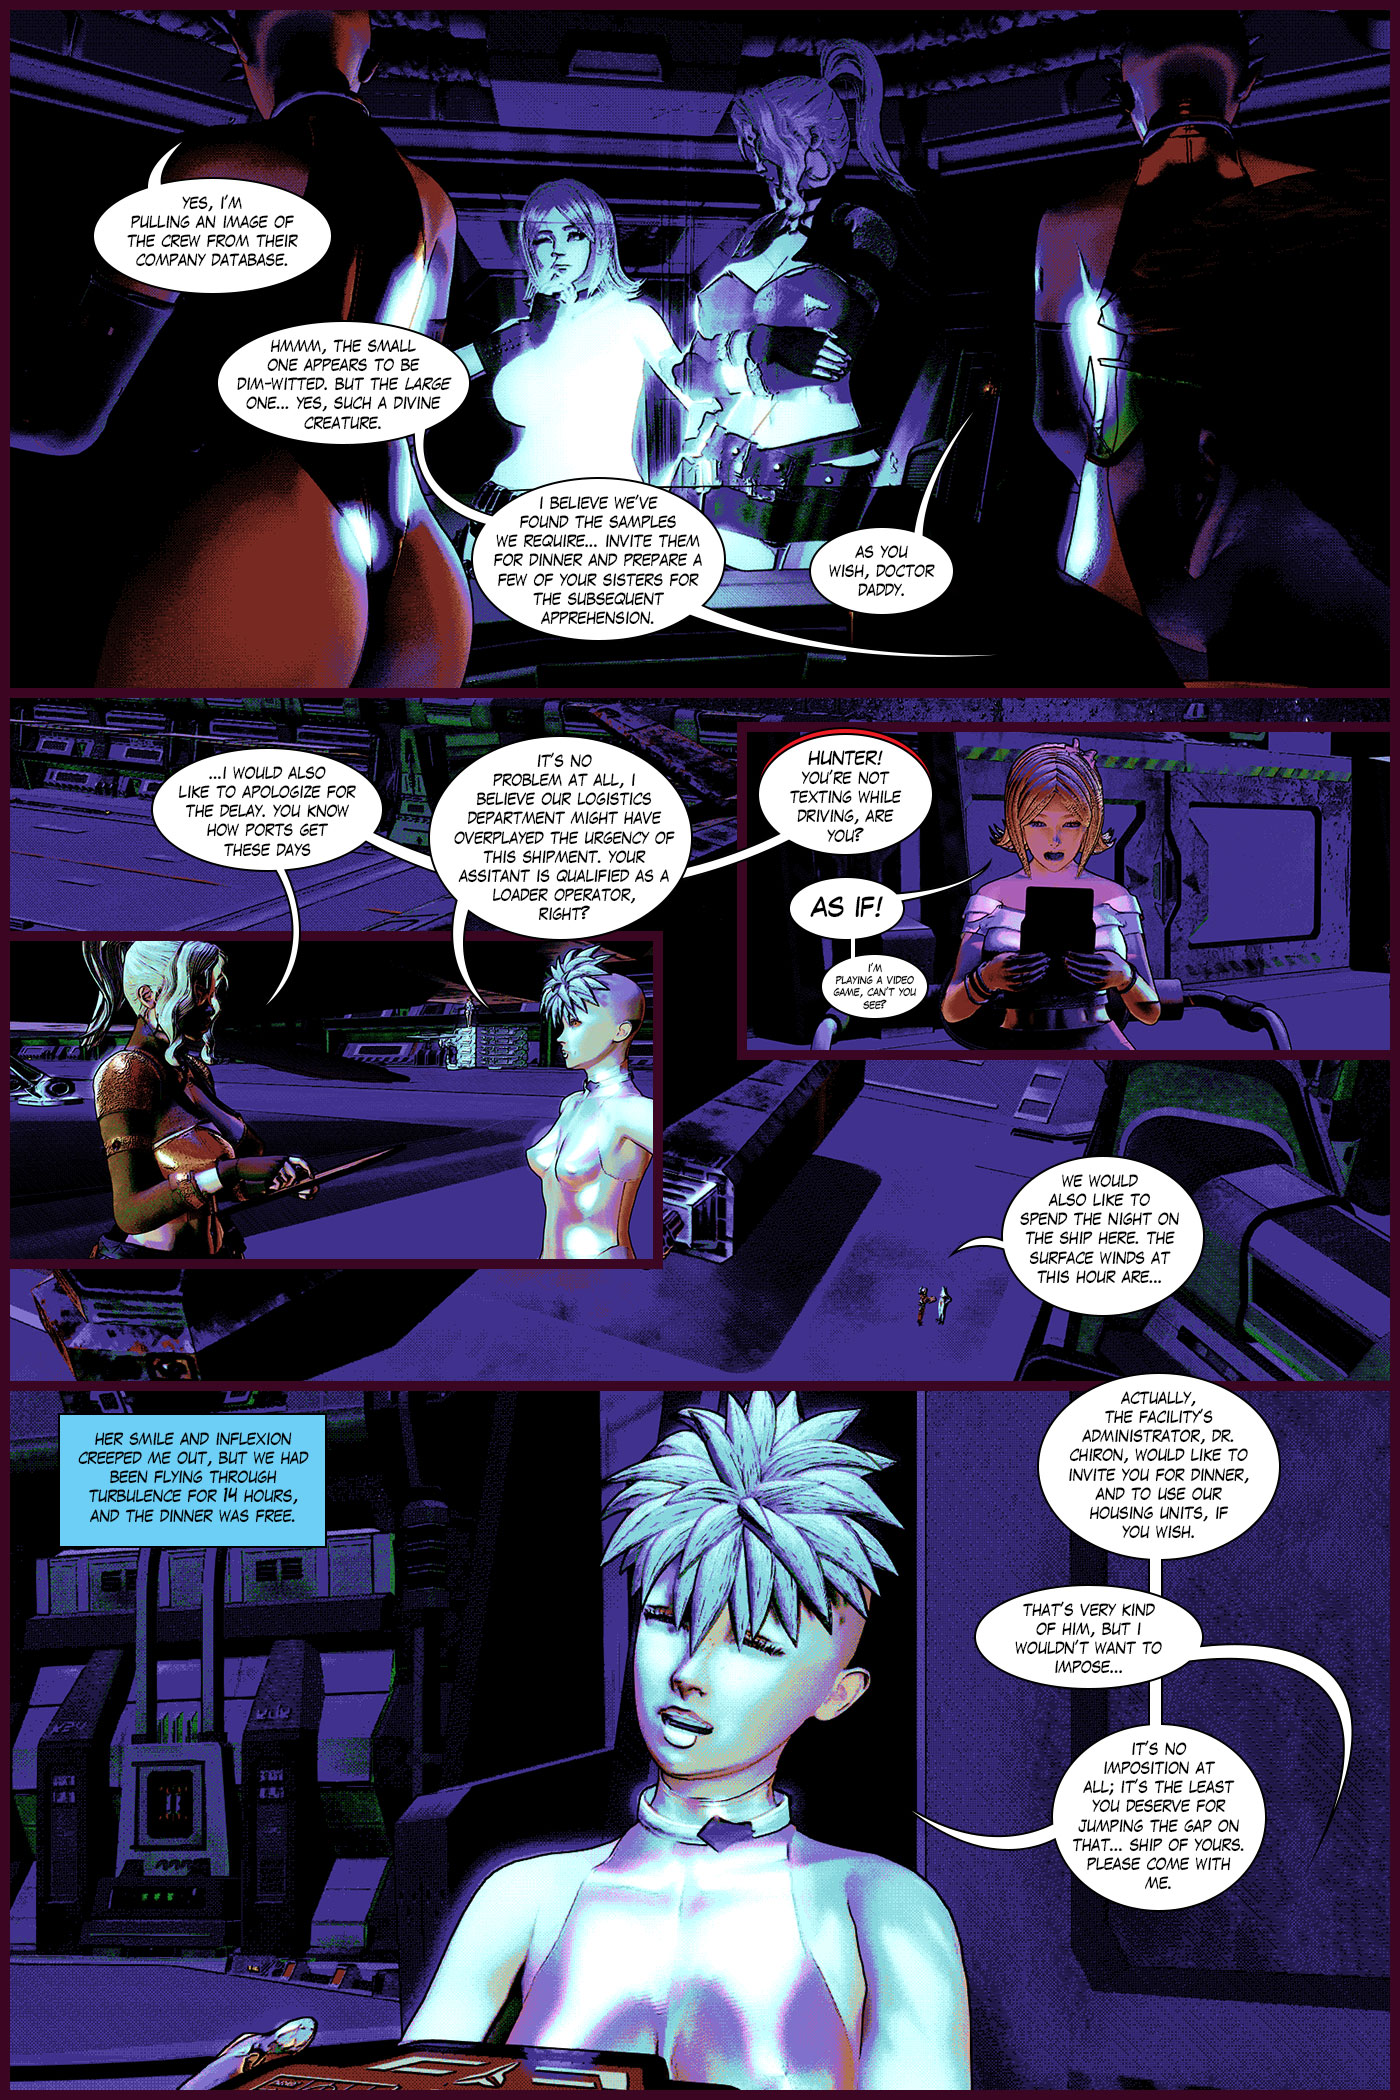 YES, I'M
PULLING AN IMAGE OF
THE CREW FROM THEIR
COMPANY DATABASE.
HMMM, THE SMALL
ONE APPEARS TO BE
DIM-WITTED. BUT THE LARGE
ONE... YES, SUCH A DIVINE
CREATURE.
I BELIEVE WE'VE
FOUND THE SAMPLES
WE REQUIRE... INVITE THEM
FOR DINNER AND PREPARE A
FEW OF YOUR SISTERS FOR
THE SUBSEQUENT
APPREHENSION.
AS YOU
WISH, DOCTOR
DADDY.
...I WOULD ALSO
LIKE TO APOLOGIZE FOR
THE DELAY. YOU KNOW
HOW PORTS GET
THESE DAYS
IT'S NO
PROBLEM AT ALL, I
BELIEVE OUR LOGISTICS
DEPARTMENT MIGHT HAVE
OVERPLAYED THE URGENCY OF
THIS SHIPMENT. YOUR
ASSITANT IS QUALIFIED AS A
LOADER OPERATOR,
RIGHT?
HUNTER!
YOU'RE NOT
TEXTING WHILE
DRIVING, ARE
YOU?
AS IF!
I'M
PLAYING A VIDEO
GAME, CAN'T YOU
SEE?
WE WOULD
ALSO LIKE TO
SPEND THE NIGHT ON
THE SHIP HERE. THE
SURFACE WINDS AT
THIS HOUR ARE...
HER SMILE AND INFLEXION
CREEPED ME OUT, BUT WE HAD
BEEN FLYING THROUGH
TURBULENCE FOR 14 HOURS,
AND THE DINNER WAS FREE.
ACTUALLY,
THE FACILITY'S
ADMINISTRATOR, DR.
CHIRON, WOULD LIKE TO
INVITE YOU FOR DINNER,
AND TO USE OUR
HOUSING UNITS, IF
YOU WISH.
THAT'S VERY KIND
OF HIM, BUT I
WOULDN'T WANT TO
IMPOSE...
IT'S NO
IMPOSITION AT
ALL; IT'S THE LEAST
YOU DESERVE FOR
JUMPING THE GAP ON
THAT... SHIP OF YOURS.
PLEASE COME WITH
ME.